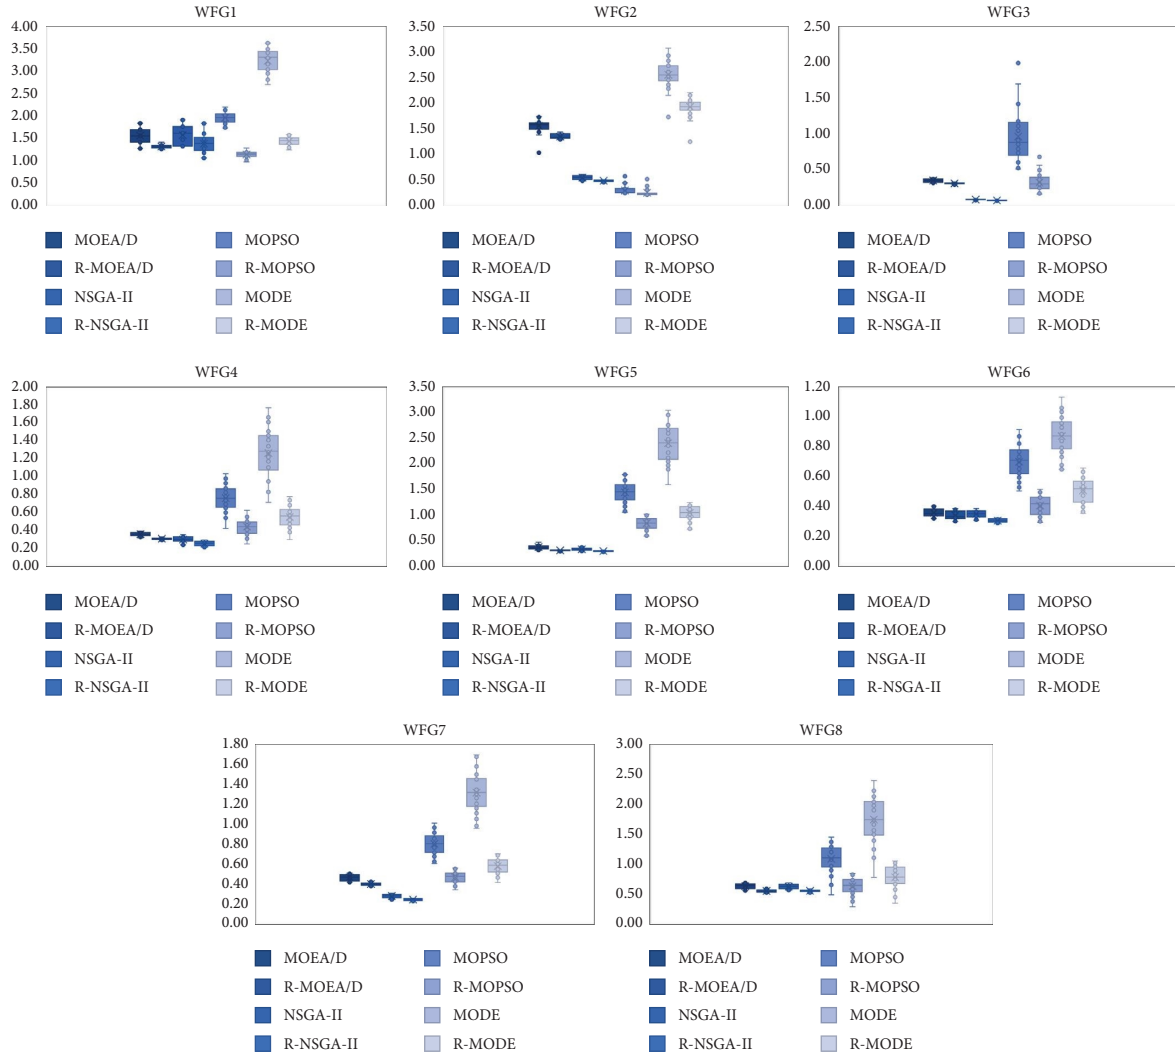 WFG1
4.00
3.50
3.00
2.50
2.00
1.50
1.00
0.50
0.00
MOEA/D MOPSO
R-MOEA/D R-MOPSO
NSGA-II MODE
R-NSGA-II R-MODE
WFG2
3.50
3.00
2.50
2.00
1.50
1.00
0.50
0.00
MOEA/D MOPSO
R-MOEA/D R-MOPSO
NSGA-II MODE
R-NSGA-II R-MODE
WFG3
2.50
2.00
1.50
1.00
0.50
0.00
MOEA/D MOPSO
R-MOEA/D R-MOPSO
NSGA-II MODE
R-NSGA-II R-MODE
WFG4
2.00
1.80
1.60
1.40
1.20
1.00
0.80
0.60
0.40
0.20
0.00
MOEA/D MOPSO
R-MOEA/D R-MOPSO
NSGA-II MODE
R-NSGA-II R-MODE
WFG5
3.50
3.00
2.50
2.00
1.50
1.00
0.50
0.00
MOEA/D MOPSO
R-MOEA/D R-MOPSO
NSGA-II MODE
R-NSGA-II R-MODE
WFG6
1.20
1.00
0.80
0.60
0.40
0.20
0.00
MOEA/D MOPSO
R-MOEA/D R-MOPSO
NSGA-II MODE
R-NSGA-II R-MODE
WFG7
1.80
1.60
1.40
1.20
1.00
0.80
0.60
0.40
0.20
0.00
MOEA/D MOPSO
R-MOEA/D R-MOPSO
NSGA-II MODE
R-NSGA-II R-MODE
WFG8
3.00
2.50
2.00
1.50
1.00
0.50
0.00
MOEA/D MOPSO
R-MOEA/D R-MOPSO
NSGA-II MODE
R-NSGA-II R-MODE